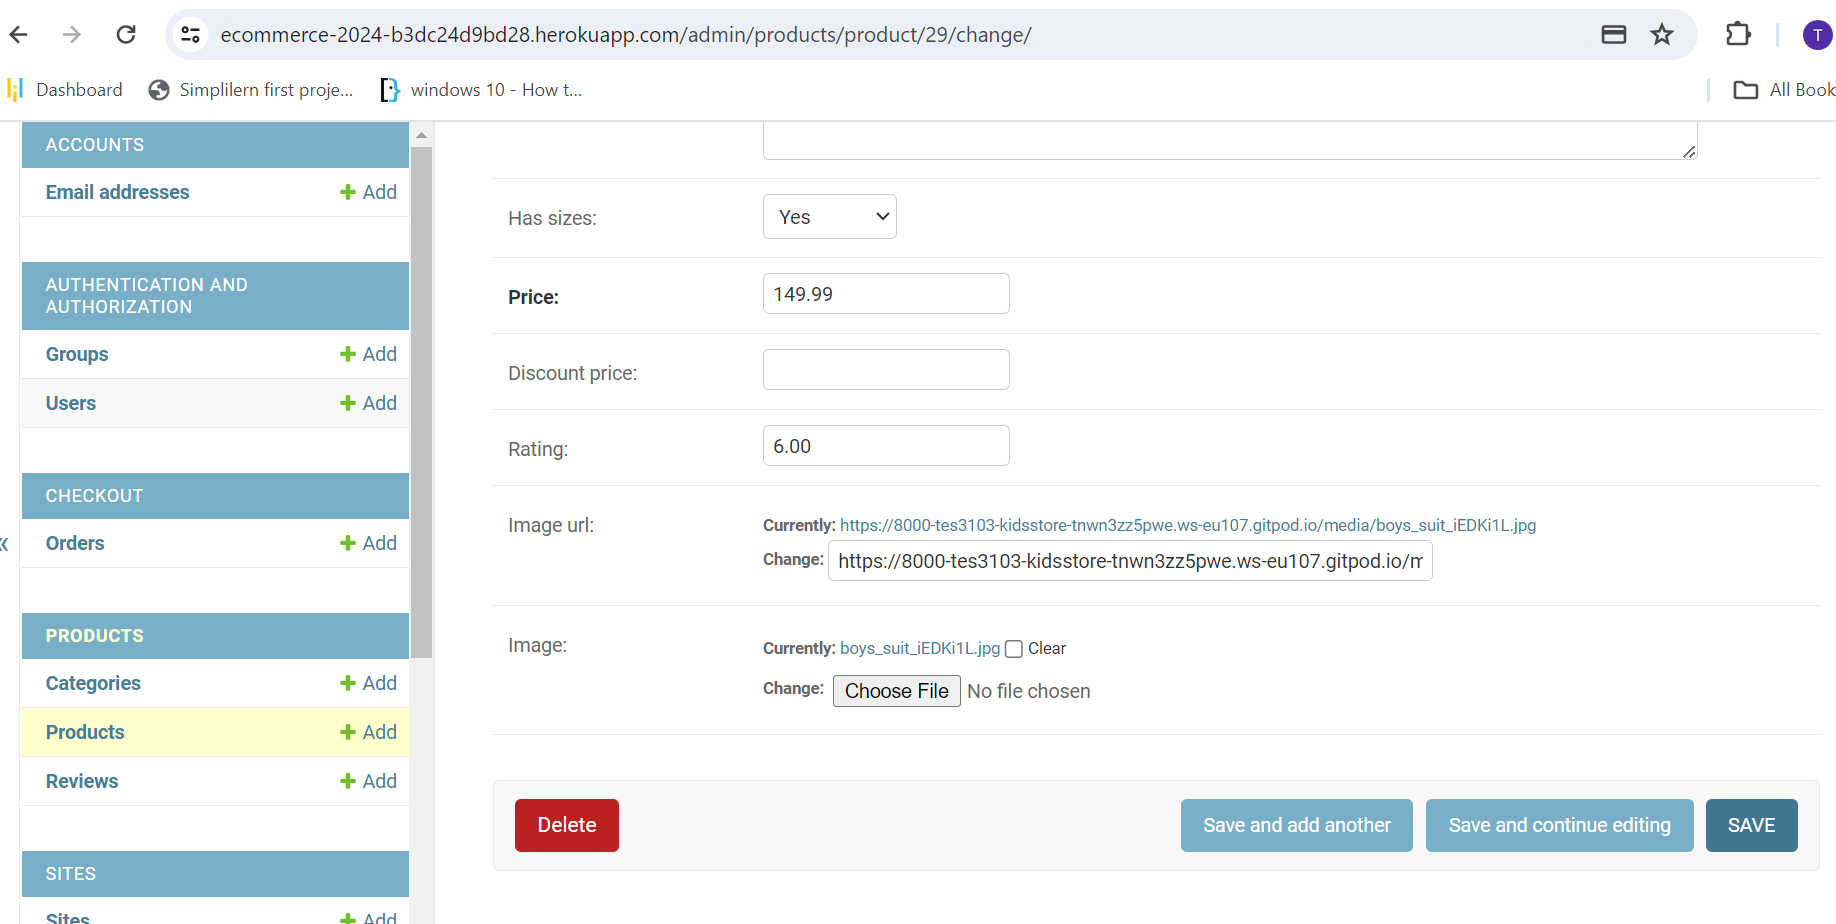 ecommerce-2024-b3dc24d9bd28.herokuapp.com/admin/products/product/29/change/
T
Dashboard
Simplilern first proje...
windows 10 - How t...
All Book
ACCOUNTS
Email addresses + Add
AUTHENTICATION AND
AUTHORIZATION
Groups + Add
Users + Add
CHECKOUT
Orders + Add
«
PRODUCTS
Categories + Add
Products + Add
Reviews + Add
SITES
Sites + Add
Has sizes: Yes
Price: 149.99
Discount price:
Rating: 6.00
Image url: Currently: https://8000-tes3103-kidsstore-tnwn3zz5pwe.ws-eu107.gitpod.io/media/boys_suit_iEDKi1L.jpg
Change: https://8000-tes3103-kidsstore-tnwn3zz5pwe.ws-eu107.gitpod.io/m
Image: Currently: boys_suit_iEDKi1L.jpg Clear
Change: Choose File No file chosen
Delete Save and add another Save and continue editing SAVE